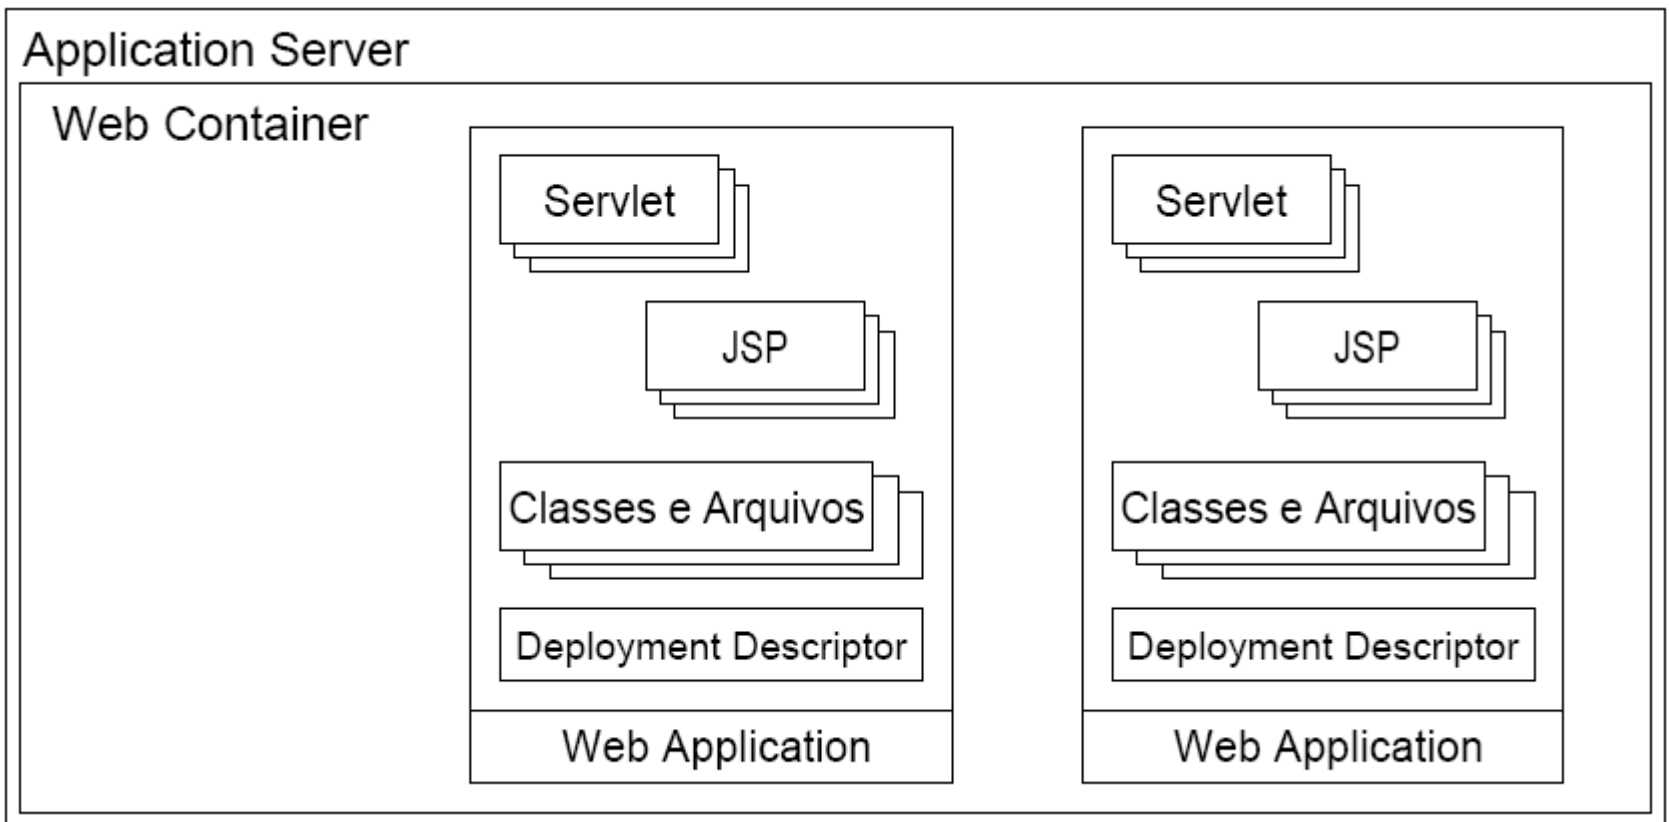 Application Server
Web Container
Servlet
JSP
Classes e Arquivos
Deployment Descriptor
Web Application
Servlet
JSP
Classes e Arquivos
Deployment Descriptor
Web Application